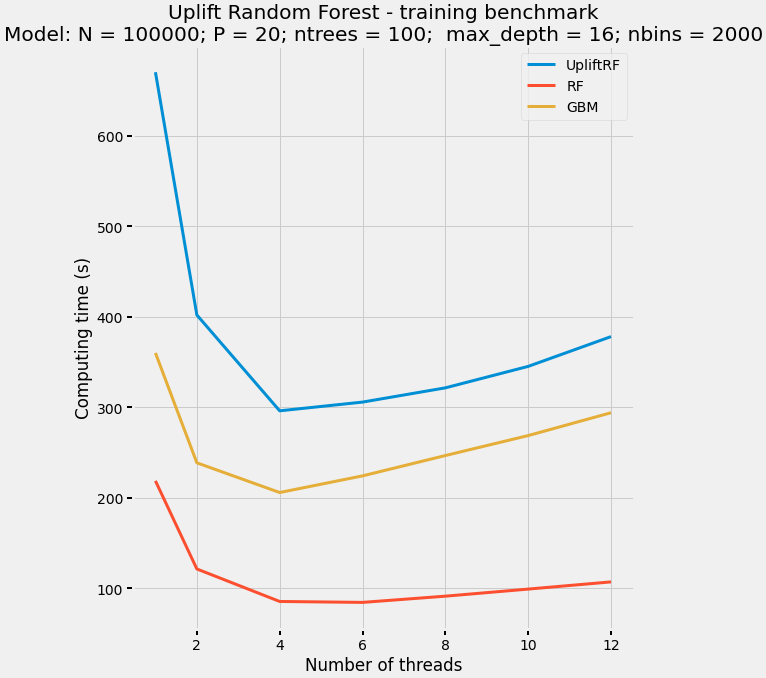 Uplift Random Forest - training benchmark
Model: N = 100000; P = 20; ntrees = 100;  max_depth = 16; nbins = 2000
UpliftRF
RF
GBM
600
500
400
300
200
100
Computing time (s)
2 4 6 8 10 12
Number of threads